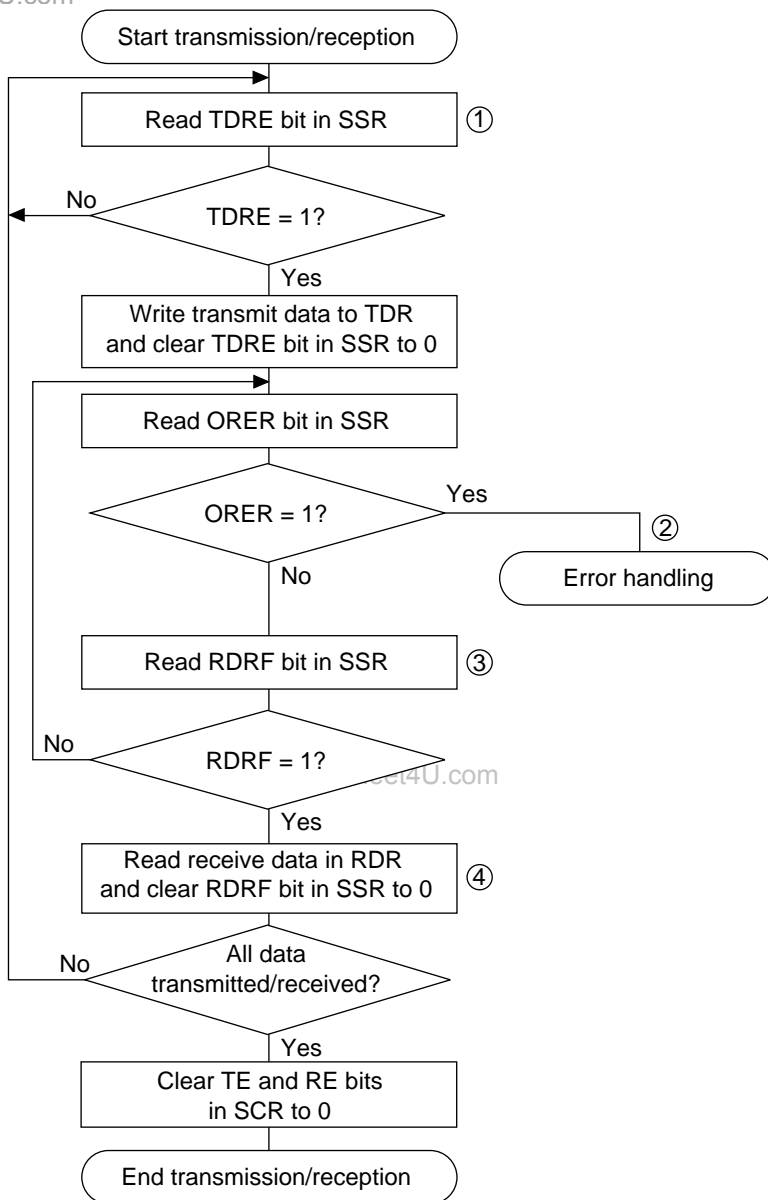 U.com
Start transmission/reception
Read TDRE bit in SSR
①
No
TDRE = 1?
Yes
Write transmit data to TDR
and clear TDRE bit in SSR to 0
Read ORER bit in SSR
Yes
ORER = 1?
②
No
Error handling
Read RDRF bit in SSR
③
No
RDRF = 1?
eet4U.com
Yes
Read receive data in RDR
and clear RDRF bit in SSR to 0
④
All data
No
transmitted/received?
Yes
Clear TE and RE bits
in SCR to 0
End transmission/reception